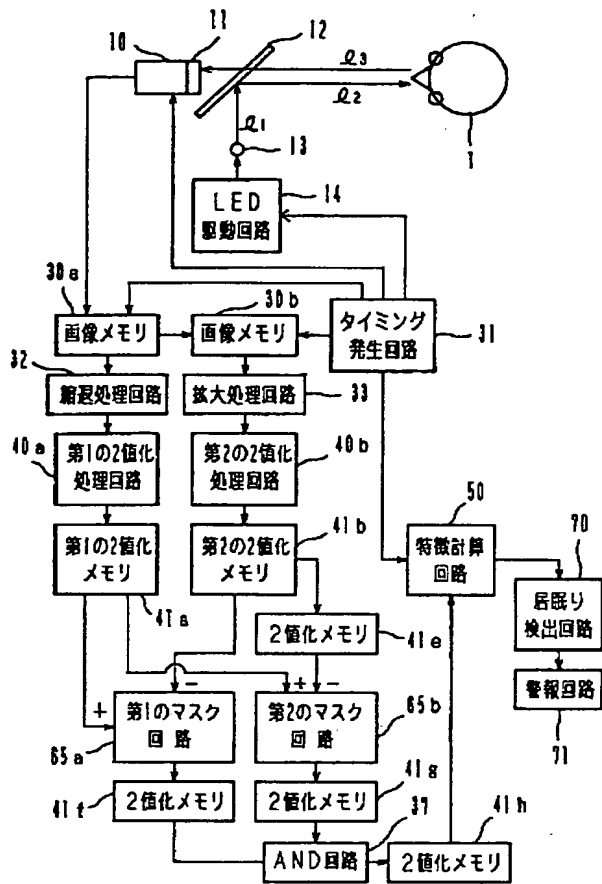 10
11
12
ℓ3
ℓ2
ℓ1
13
1
14
LED
駆動回路
30a
30b
画像メモリ
画像メモリ
タイミング
発生回路
31
32
縮退処理回路
拡大処理回路
33
40a
第1の2値化
処理回路
第2の2値化
処理回路
40b
50
第1の2値化
メモリ
第2の2値化
メモリ
41b
特徴計算
回路
70
41a
居眠り
検出回路
2値化メモリ
41e
+
-
+
-
警報回路
71
第1のマスク
回路
第2のマスク
回路
65b
65a
2値化メモリ
41f
2値化メモリ
41g
37
41h
AND回路
2値化メモリ